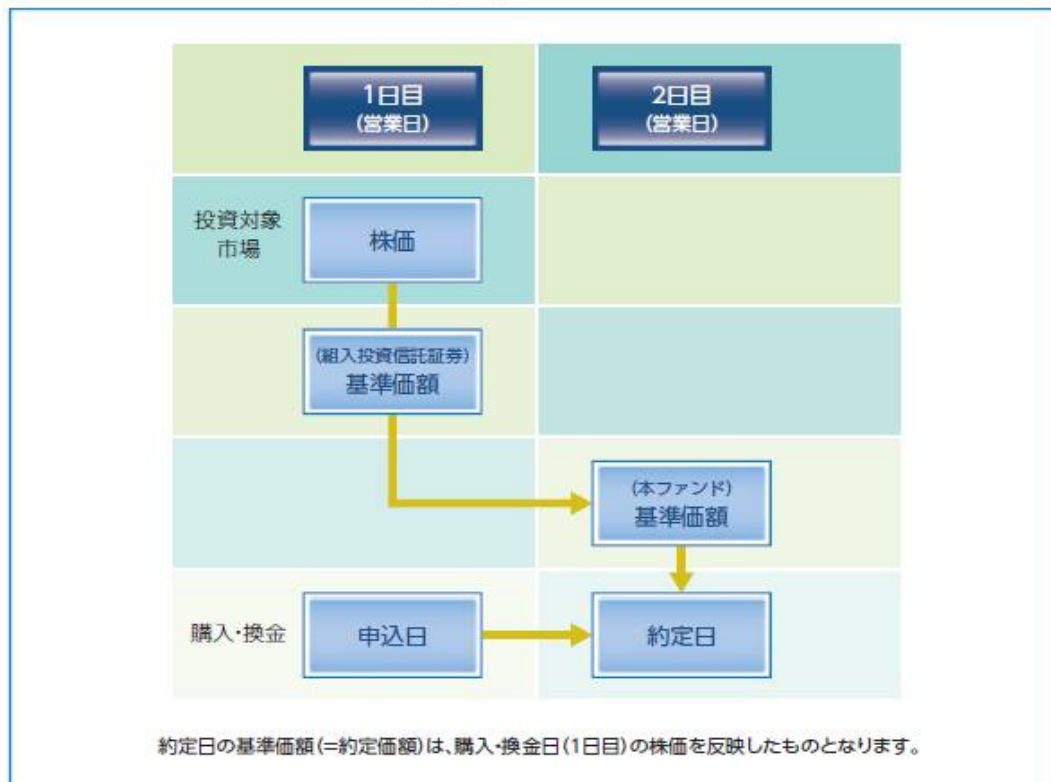 1日目
(営業日)
2日目
(営業日)
投資対象
市場
株価
(組入投資信託証券)
基準価額
(本ファンド)
基準価額
購入・換金
申込日
約定日
約定日の基準価額(=約定価額)は、購入・換金日(1日目)の株価を反映したものとなります。